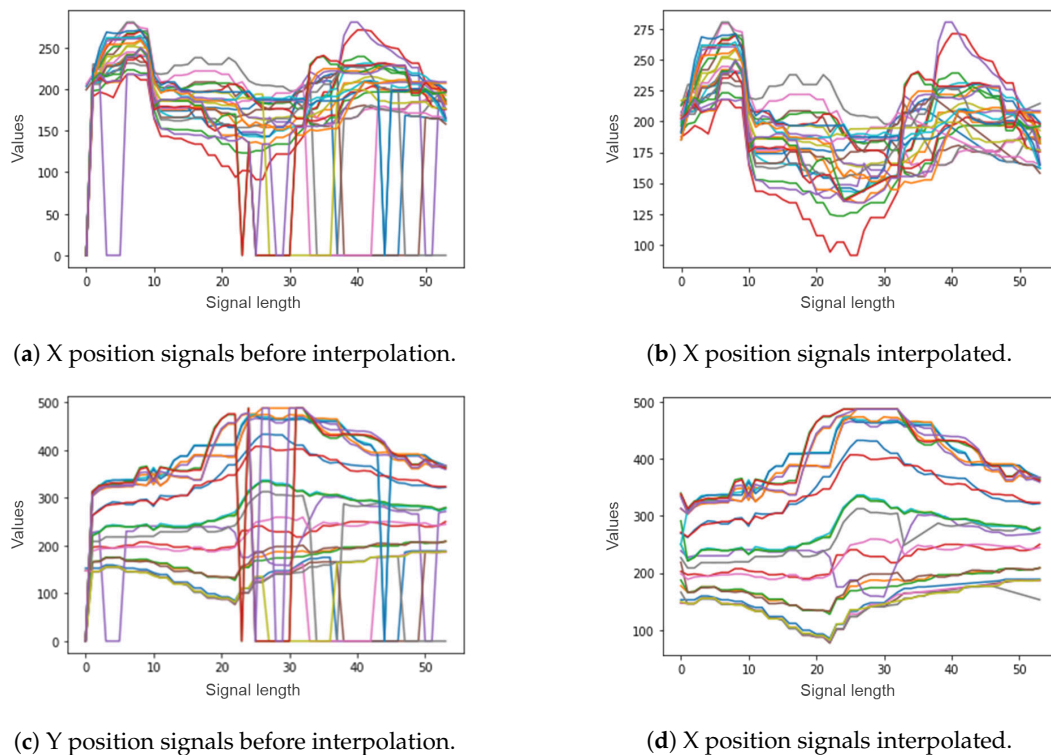 250
200
150
100
50
0
Values
0 10 20 30 40 50
Signal length
(a) X position signals before interpolation.
275
250
225
200
175
150
125
100
Values
0 10 20 30 40 50
Signal length
(b) X position signals interpolated.
500
400
300
200
100
0
Values
0 10 20 30 40 50
Signal length
(c) Y position signals before interpolation.
500
400
300
200
100
Values
0 10 20 30 40 50
Signal length
(d) X position signals interpolated.